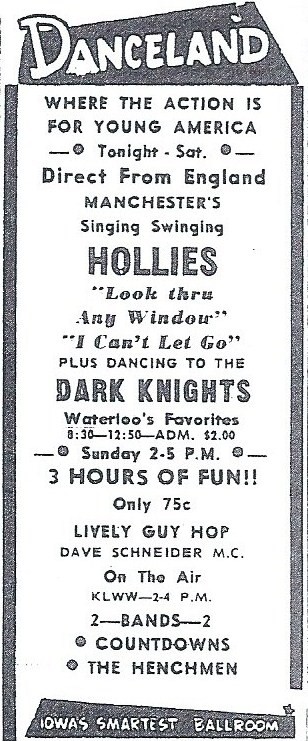 DANCELAND
WHERE THE ACTION IS
FOR YOUNG AMERICA
Tonight - Sat.
Direct From England
MANCHESTER'S
Singing Swinging
HOLLIES
"Look thru
Any Window"
"I Can't Let Go"
PLUS DANCING TO THE
DARK KNIGHTS
Waterloo's Favorites
8:30—12:50—ADM. $2.00
Sunday 2-5 P.M.
3 HOURS OF FUN!!
Only 75c
LIVELY GUY HOP
DAVE SCHNEIDER M.C.
On The Air
KLWW—2-4 P.M.
2—BANDS—2
COUNTDOWNS
THE HENCHMEN
IOWAS SMARTEST BALLROOM